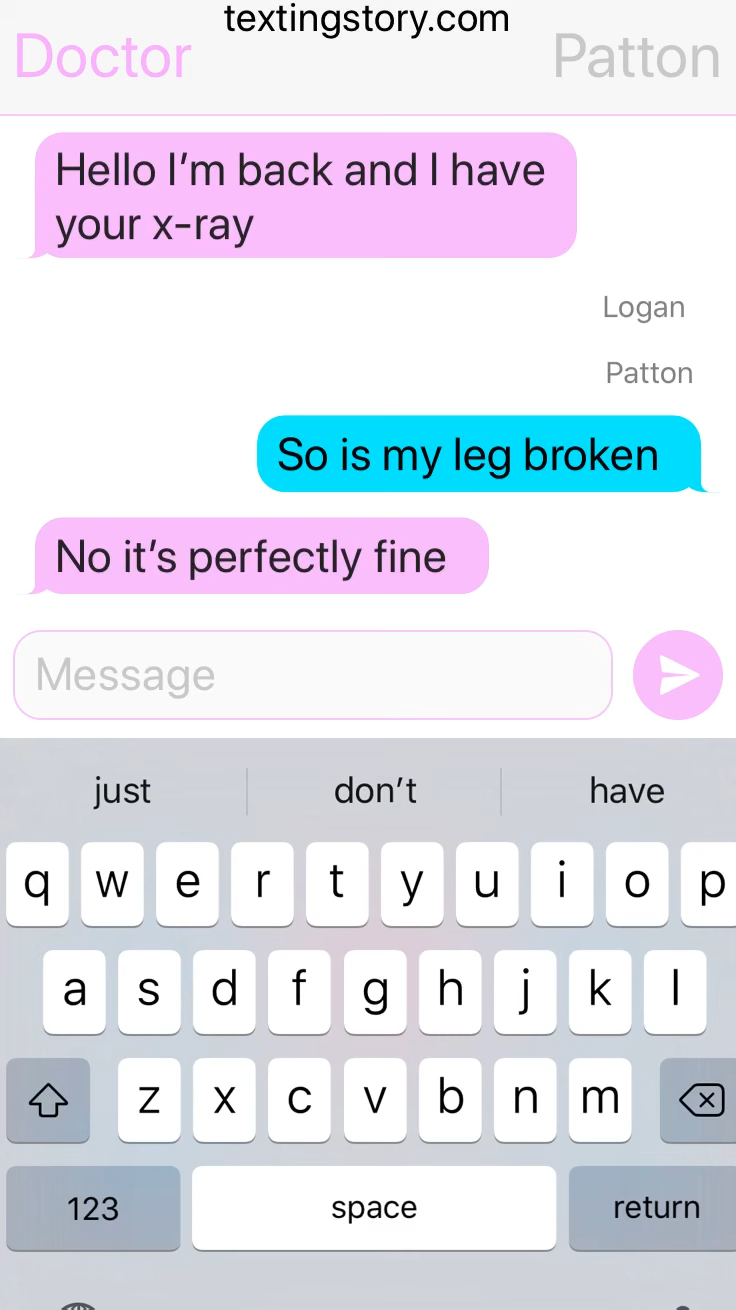 textingstory.com
Doctor Patton
Hello I’m back and I have
your x-ray
Logan
Patton
So is my leg broken
No it’s perfectly fine
Message
just don’t have
q w e r t y u i o p
a s d f g h j k l
z x c v b n m
123 space return